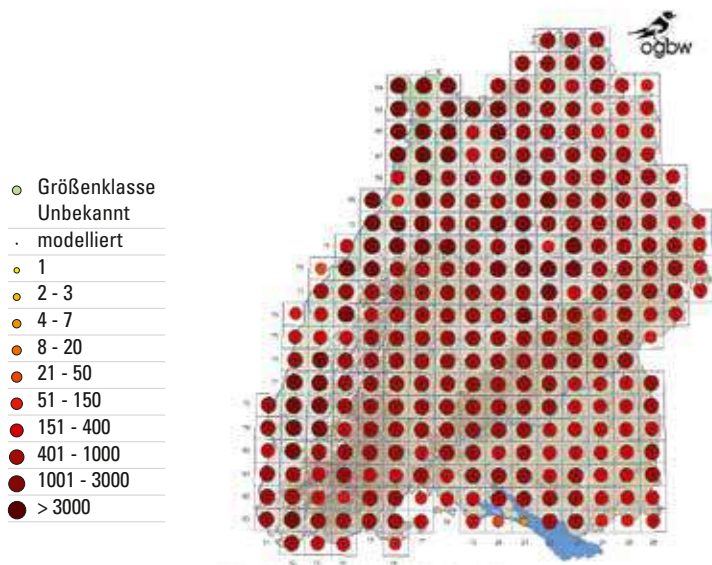 ogbw
Größenklasse
Unbekannt
modelliert
1
2 - 3
4 - 7
8 - 20
21 - 50
51 - 150
151 - 400
401 - 1000
1001 - 3000
> 3000